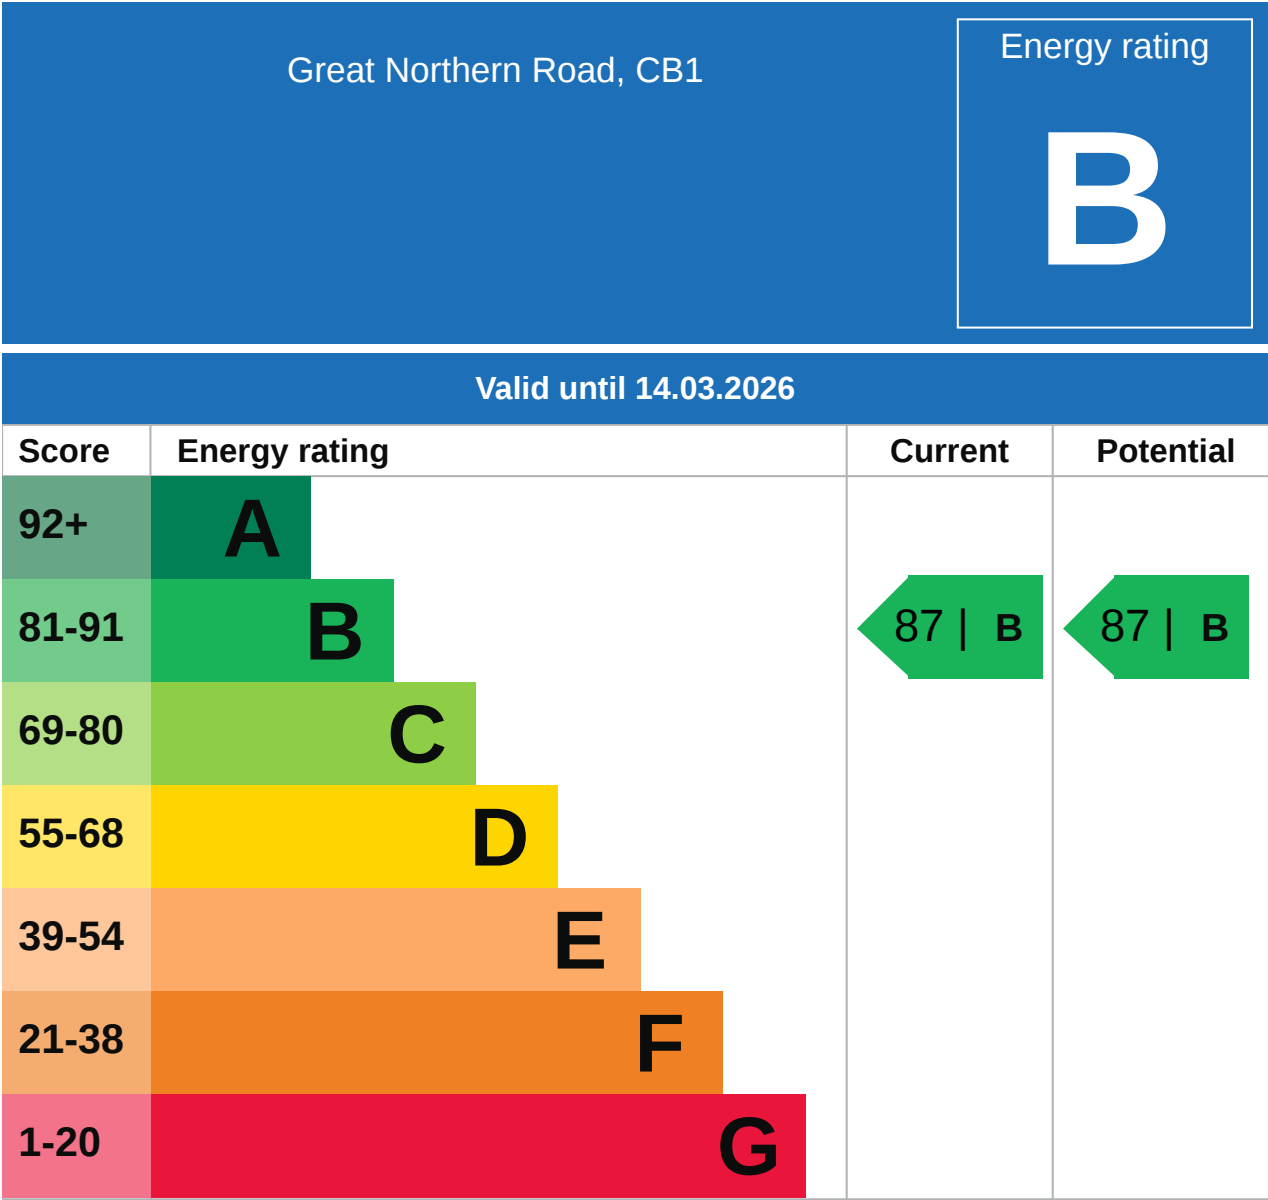 Great Northern Road, CB1
Energy rating
B
Valid until 14.03.2026
Score Energy rating Current Potential
92+ A
81-91 B 87 | B 87 | B
69-80 C
55-68 D
39-54 E
21-38 F
1-20 G